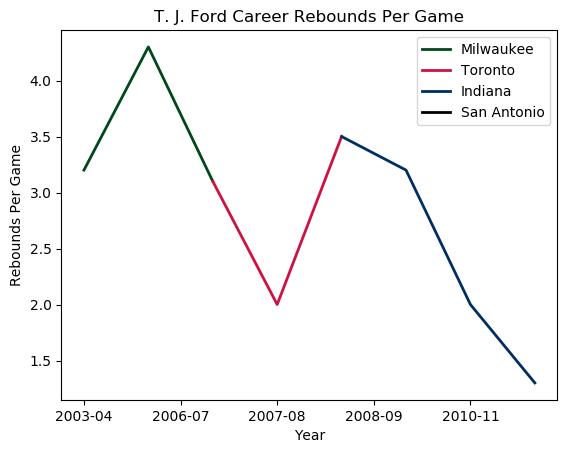 T. J. Ford Career Rebounds Per Game
Milwaukee
Toronto
Indiana
San Antonio
Rebounds Per Game
4.0
3.5
3.0
2.5
2.0
1.5
2003-04 2006-07 2007-08 2008-09 2010-11
Year